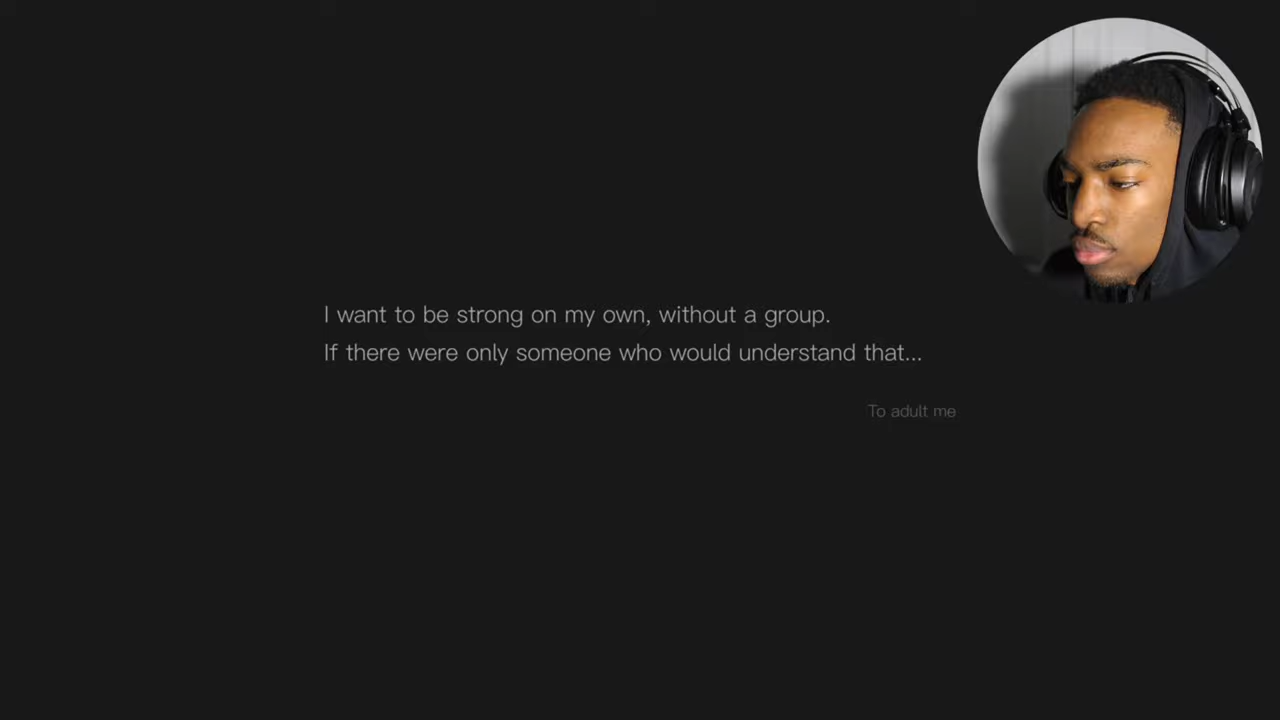 I want to be strong on my own, without a group.
If there were only someone who would understand that...
To adult me